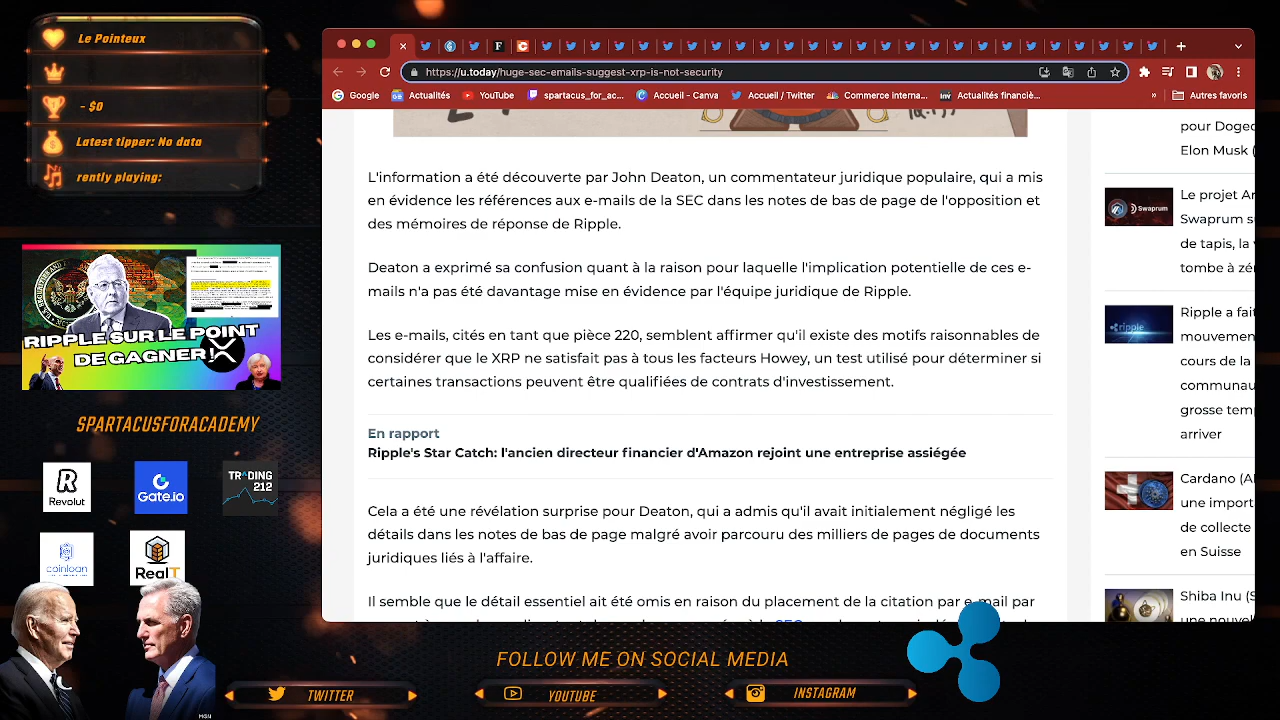 Le Pointeux
- $0
Latest tipper: No data
rently playing:
RIPPLE SUR LE POINT
DE GAGNER !
SPARTACUSFORACADEMY
R
Revolut
Gate.io
TRADING
212
coinloan
RealT
MGN
https://u.today/huge-sec-emails-suggest-xrp-is-not-security
Google
Actualités
YouTube
spartacus_for_ac...
Accueil - Canva
Accueil / Twitter
Commerce interna...
Actualités financiè...
»
Autres favoris
L'information a été découverte par John Deaton, un commentateur juridique populaire, qui a mis
en évidence les références aux e-mails de la SEC dans les notes de bas de page de l'opposition et
des mémoires de réponse de Ripple.
Deaton a exprimé sa confusion quant à la raison pour laquelle l'implication potentielle de ces e-
mails n'a pas été davantage mise en évidence par l'équipe juridique de Ripple.
Les e-mails, cités en tant que pièce 220, semblent affirmer qu'il existe des motifs raisonnables de
considérer que le XRP ne satisfait pas à tous les facteurs Howey, un test utilisé pour déterminer si
certaines transactions peuvent être qualifiées de contrats d'investissement.
En rapport
Ripple's Star Catch: l'ancien directeur financier d'Amazon rejoint une entreprise assiégée
Cela a été une révélation surprise pour Deaton, qui a admis qu'il avait initialement négligé les
détails dans les notes de bas de page malgré avoir parcouru des milliers de pages de documents
juridiques liés à l'affaire.
Il semble que le détail essentiel ait été omis en raison du placement de la citation par e-mail par
pour Doge
Elon Musk (
Swaprum
Le projet Ar
Swaprum s
de tapis, la
tombe à zé
ripple
Ripple a fait
mouvemen
cours de la
communau
grosse temp
arriver
Cardano (A
une import
de collecte
en Suisse
Shiba Inu (S
FOLLOW ME ON SOCIAL MEDIA
TWITTER
YOUTUBE
INSTAGRAM